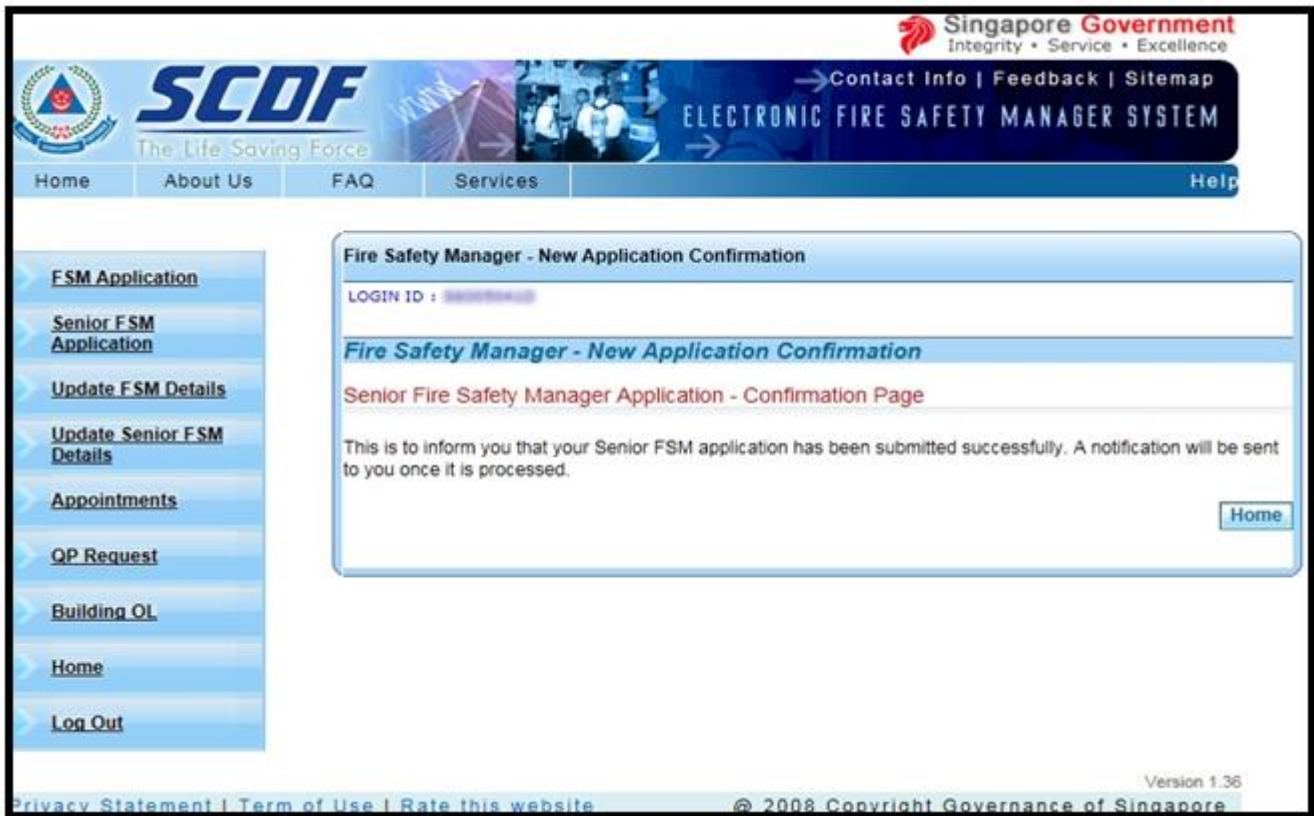 Singapore Government
Integrity • Service • Excellence
Contact Info | Feedback | Sitemap
SCDF
The Life Saving Force
www
ELECTRONIC FIRE SAFETY MANAGER SYSTEM
Home About Us FAQ Services Help
FSM Application
Senior FSM
Application
Update FSM Details
Update Senior FSM
Details
Appointments
QP Request
Building OL
Home
Log Out
Fire Safety Manager - New Application Confirmation
LOGIN ID :
Fire Safety Manager - New Application Confirmation
Senior Fire Safety Manager Application - Confirmation Page
This is to inform you that your Senior FSM application has been submitted successfully. A notification will be sent
to you once it is processed.
Home
Version 1.36
Privacy Statement | Term of Use | Rate this website @ 2008 Copyright Governance of Singapore